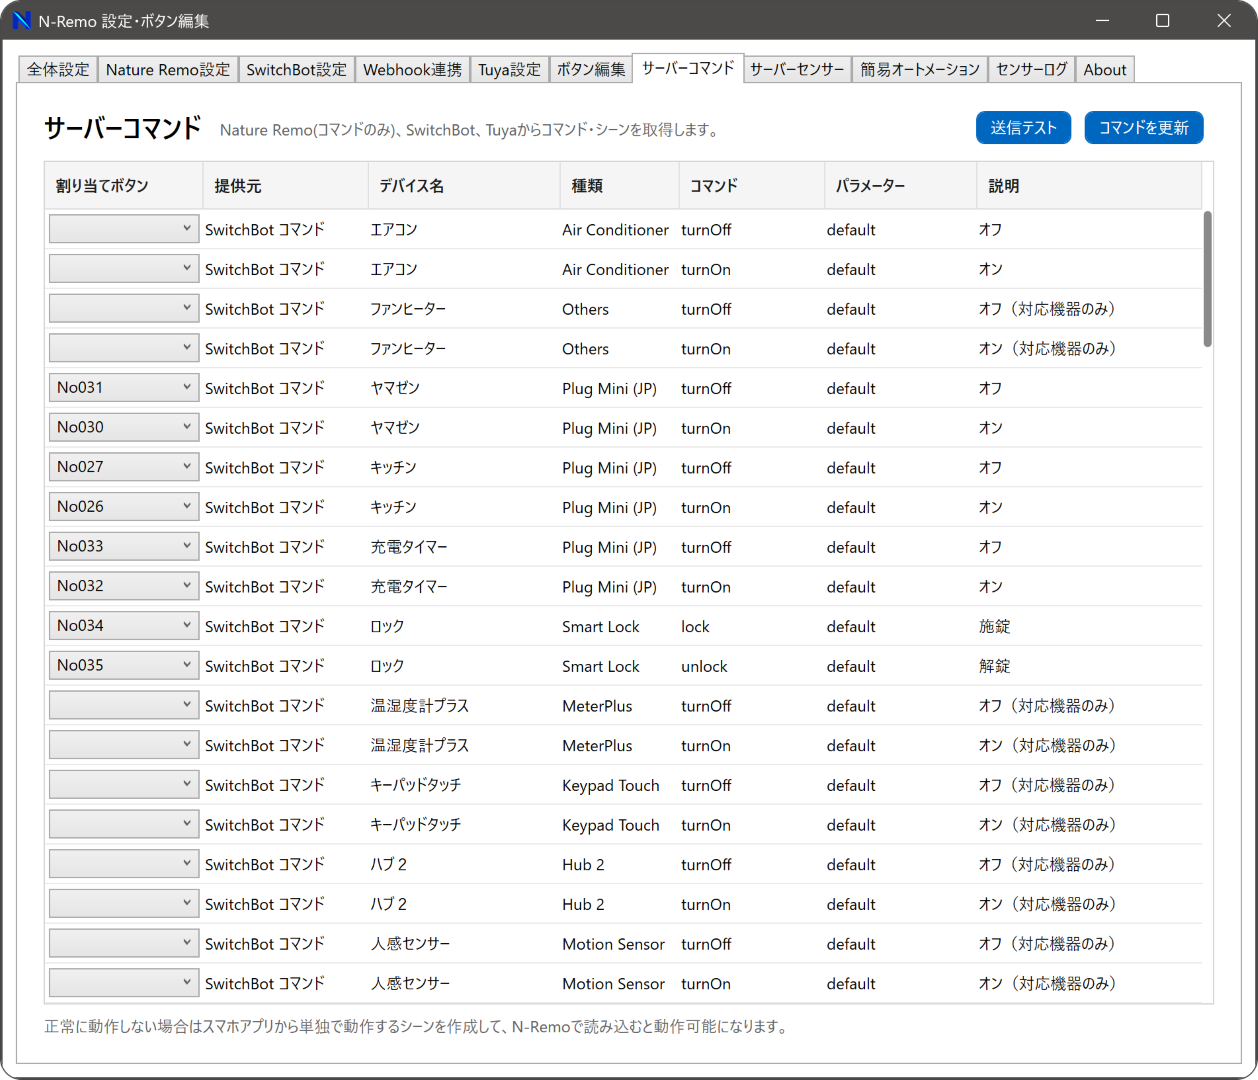 N-Remo 設定・ボタン編集
全体設定 Nature Remo設定 SwitchBot設定 Webhook連携 Tuya設定 ボタン編集 サーバーコマンド サーバーセンサー 簡易オートメーション センサーログ About
サーバーコマンド Nature Remo(コマンドのみ)、SwitchBot、Tuyaからコマンド・シーンを取得します。 送信テスト コマンドを更新
割り当てボタン 提供元 デバイス名 種類 コマンド パラメーター 説明
SwitchBot コマンド エアコン Air Conditioner turnOff default オフ
SwitchBot コマンド エアコン Air Conditioner turnOn default オン
SwitchBot コマンド ファンヒーター Others turnOff default オフ（対応機器のみ）
SwitchBot コマンド ファンヒーター Others turnOn default オン（対応機器のみ）
No031 SwitchBot コマンド ヤマゼン Plug Mini (JP) turnOff default オフ
No030 SwitchBot コマンド ヤマゼン Plug Mini (JP) turnOn default オン
No027 SwitchBot コマンド キッチン Plug Mini (JP) turnOff default オフ
No026 SwitchBot コマンド キッチン Plug Mini (JP) turnOn default オン
No033 SwitchBot コマンド 充電タイマー Plug Mini (JP) turnOff default オフ
No032 SwitchBot コマンド 充電タイマー Plug Mini (JP) turnOn default オン
No034 SwitchBot コマンド ロック Smart Lock lock default 施錠
No035 SwitchBot コマンド ロック Smart Lock unlock default 解錠
SwitchBot コマンド 温湿度計プラス MeterPlus turnOff default オフ（対応機器のみ）
SwitchBot コマンド 温湿度計プラス MeterPlus turnOn default オン（対応機器のみ）
SwitchBot コマンド キーパッドタッチ Keypad Touch turnOff default オフ（対応機器のみ）
SwitchBot コマンド キーパッドタッチ Keypad Touch turnOn default オン（対応機器のみ）
SwitchBot コマンド ハブ２ Hub 2 turnOff default オフ（対応機器のみ）
SwitchBot コマンド ハブ２ Hub 2 turnOn default オン（対応機器のみ）
SwitchBot コマンド 人感センサー Motion Sensor turnOff default オフ（対応機器のみ）
SwitchBot コマンド 人感センサー Motion Sensor turnOn default オン（対応機器のみ）
正常に動作しない場合はスマホアプリから単独で動作するシーンを作成して、N-Remoで読み込むと動作可能になります。